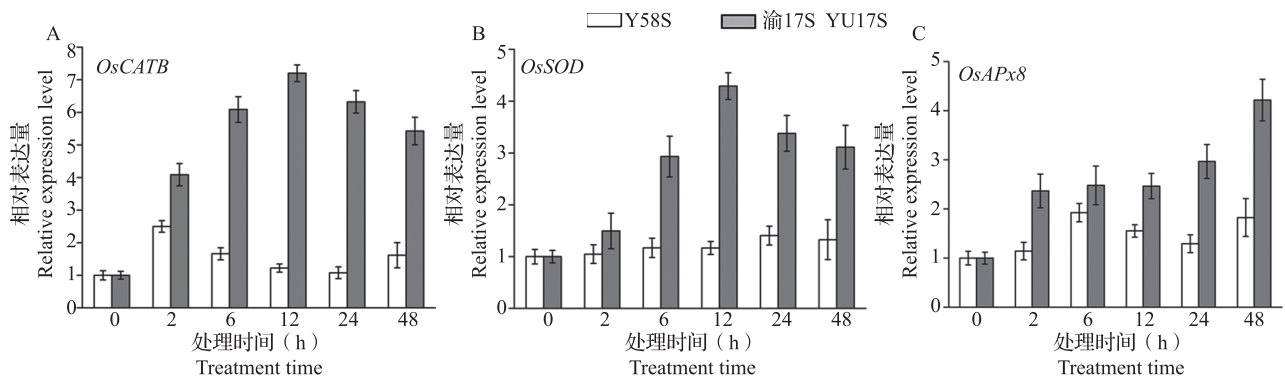 Y58S
渝17S YU17S
A
OsCATB
相对表达量
Relative expression level
8
7
6
5
4
3
2
1
0
0 2 6 12 24 48
处理时间（h）
Treatment time
B
OsSOD
相对表达量
Relative expression level
5
4
3
2
1
0
0 2 6 12 24 48
处理时间（h）
Treatment time
C
OsAPx8
相对表达量
Relative expression level
5
4
3
2
1
0
0 2 6 12 24 48
处理时间（h）
Treatment time